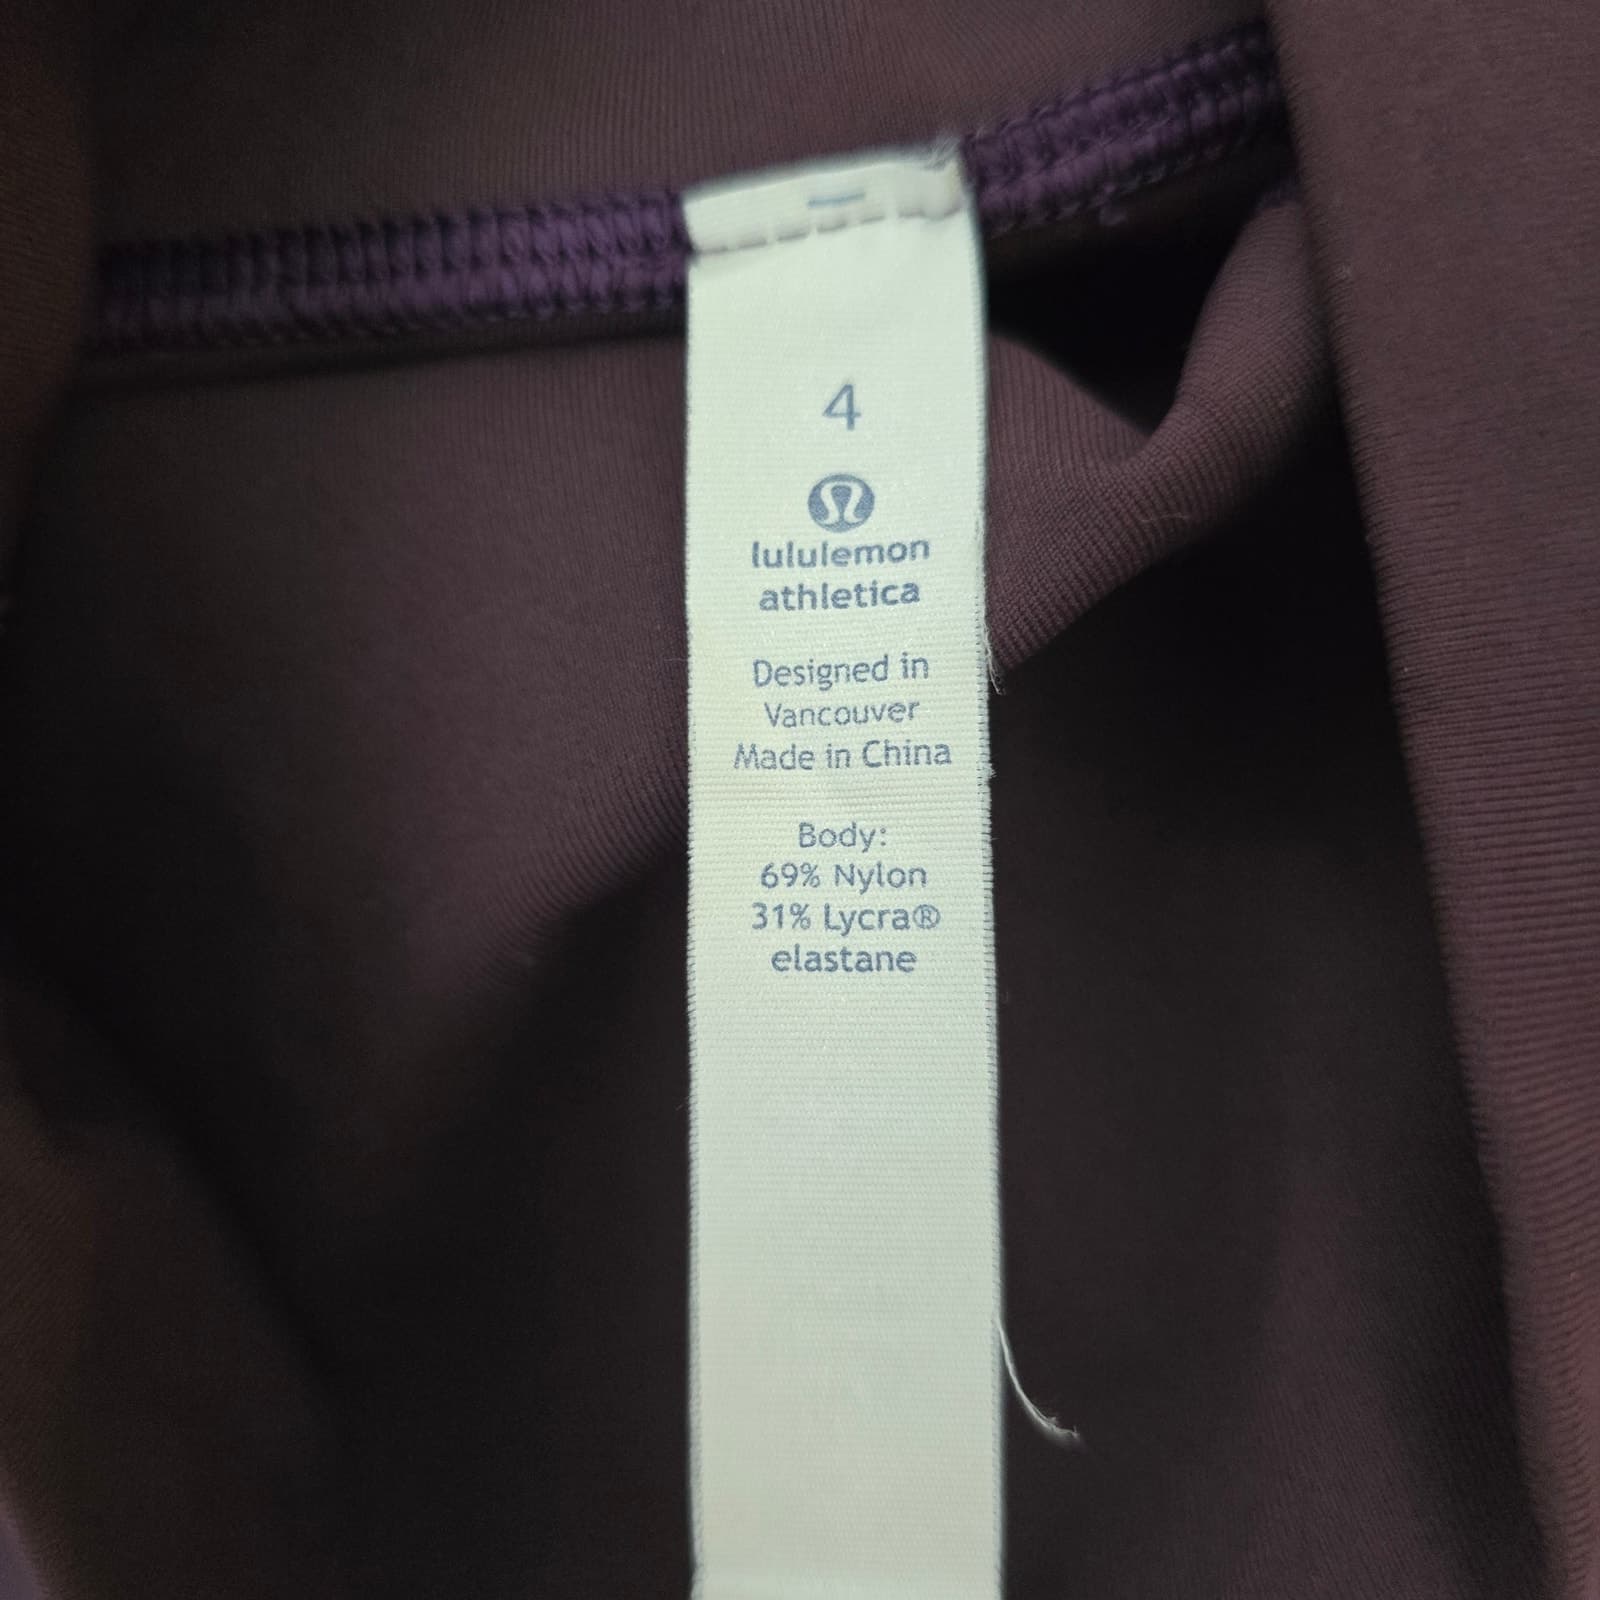 4
lululemon
athletica
Designed in
Vancouver
Made in China
Body:
69% Nylon
31% Lycra®
elastane